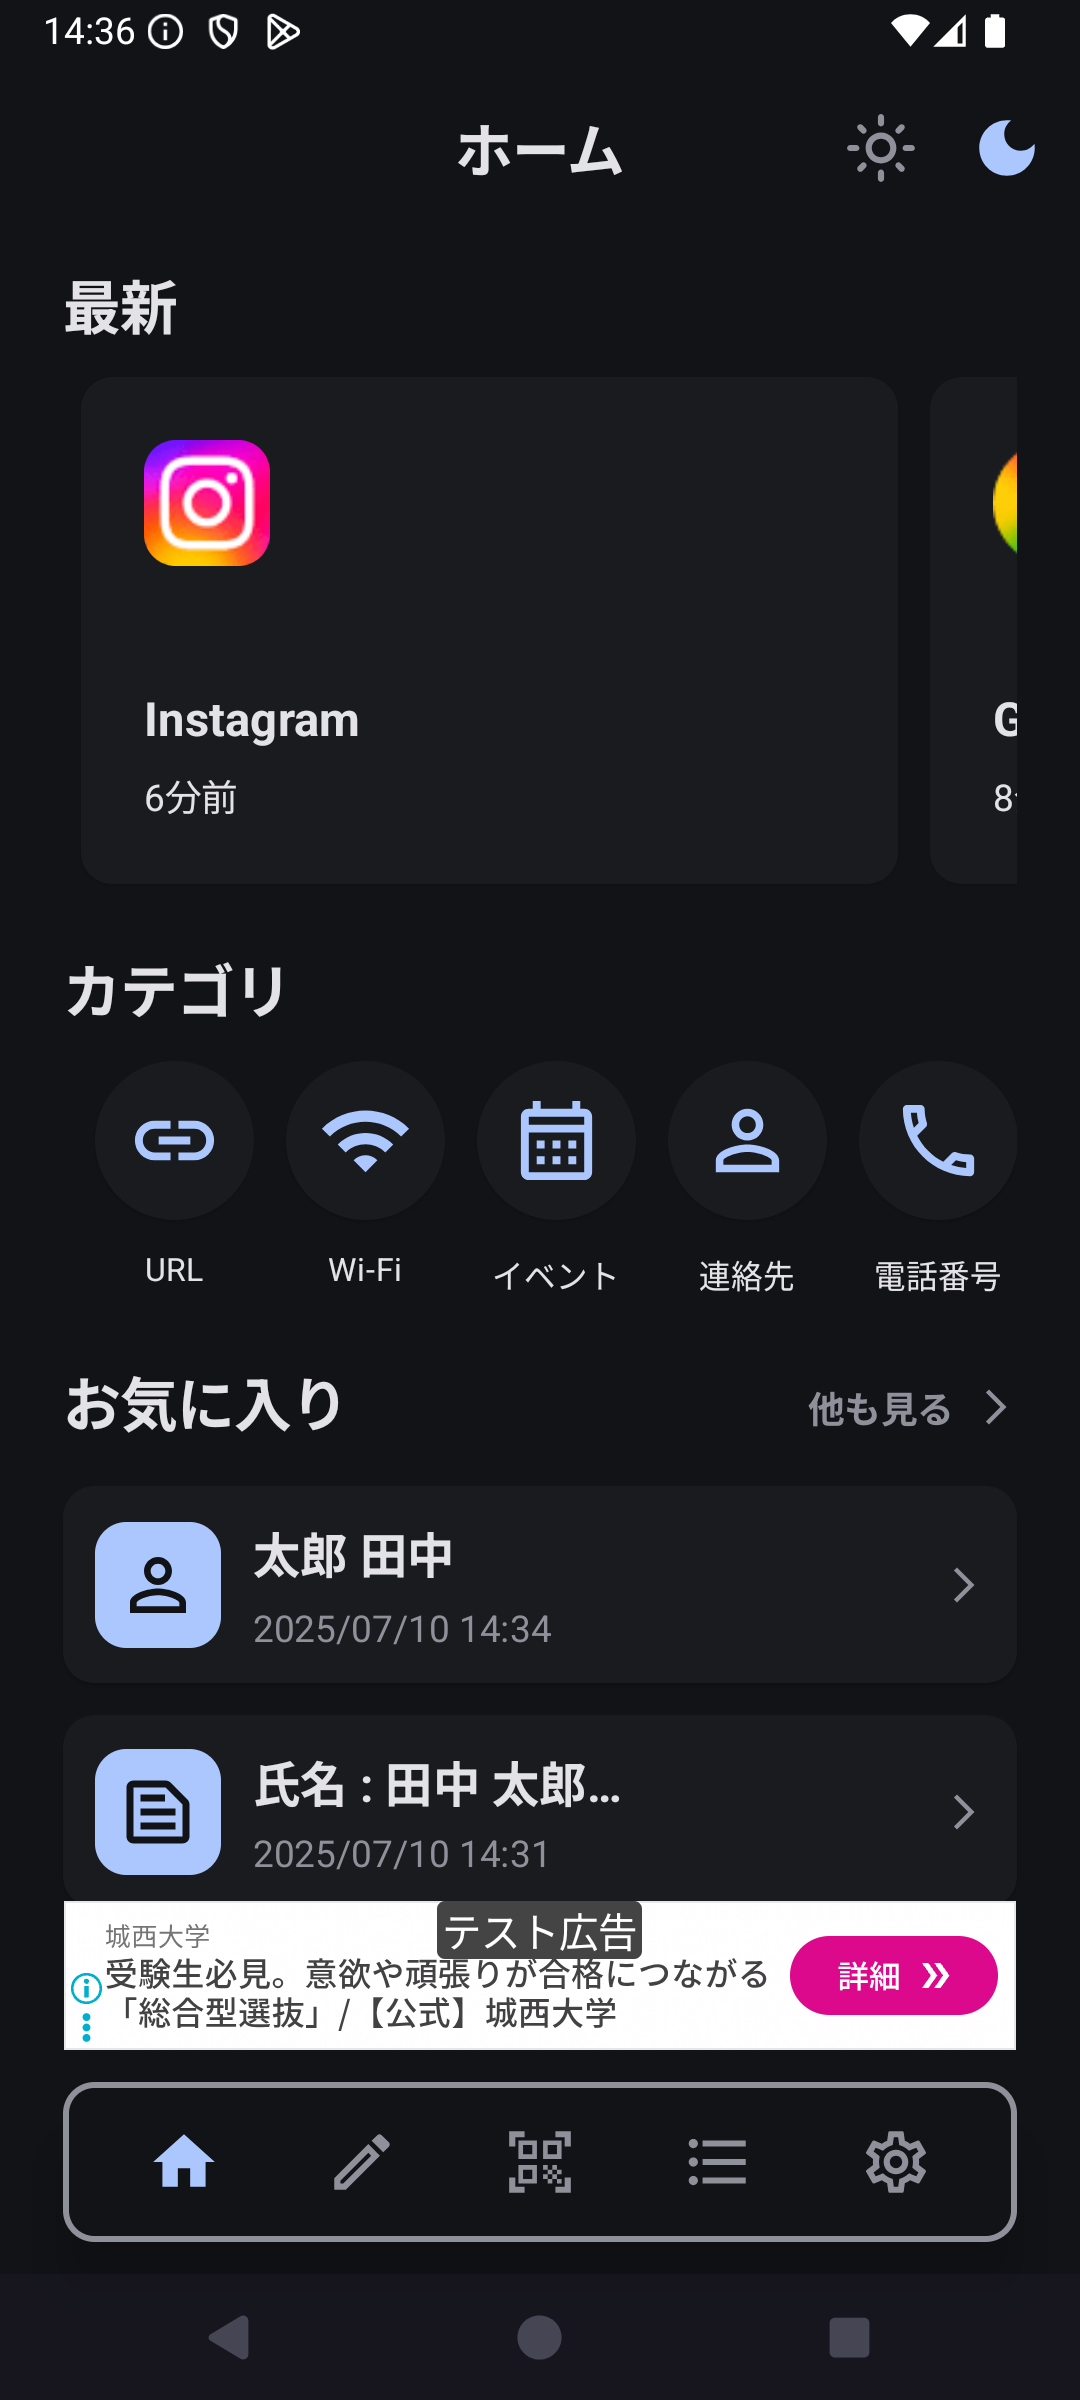 14:36
ホーム
最新
Instagram
6分前
G
8
カテゴリ
URL
Wi-Fi
イベント
連絡先
電話番号
お気に入り
他も見る
太郎 田中
2025/07/10 14:34
氏名 : 田中 太郎...
2025/07/10 14:31
テスト広告
城西大学
受験生必見。意欲や頑張りが合格につながる
「総合型選抜」/【公式】城西大学
詳細